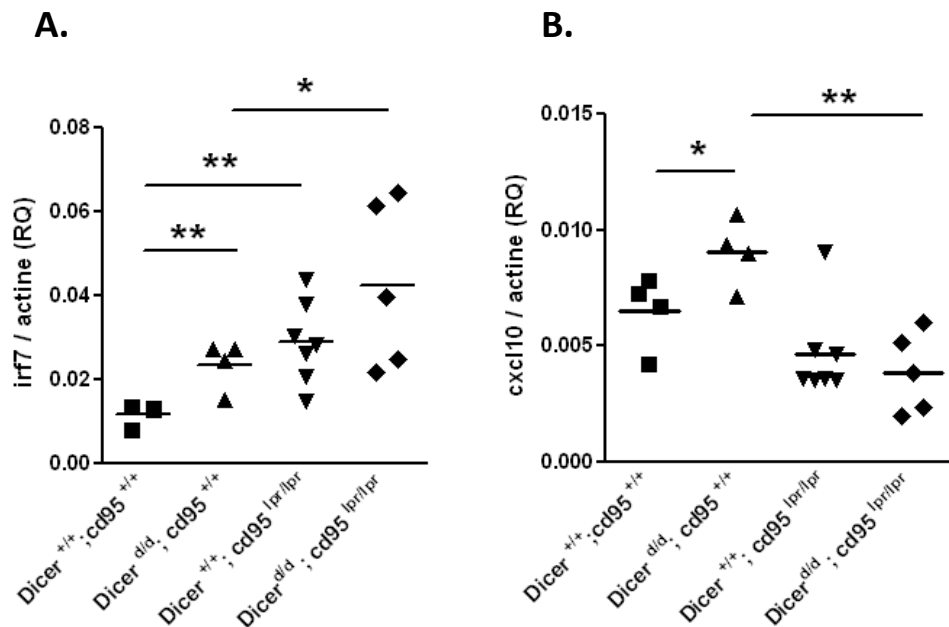 A.
irf7 / actine (RQ)
0.08
0.06
0.04
0.02
0.00
*
**
**
Dicer +/+;cd95 +/+
Dicer d/d; cd95 +/+
Dicer +/+; cd95 lpr/lpr
Dicer d/d; cd95 lpr/lpr
B.
cxcl10 / actine (RQ)
0.015
0.010
0.005
0.000
**
*
Dicer +/+;cd95 +/+
Dicer d/d; cd95 +/+
Dicer +/+; cd95 lpr/lpr
Dicer d/d; cd95 lpr/lpr